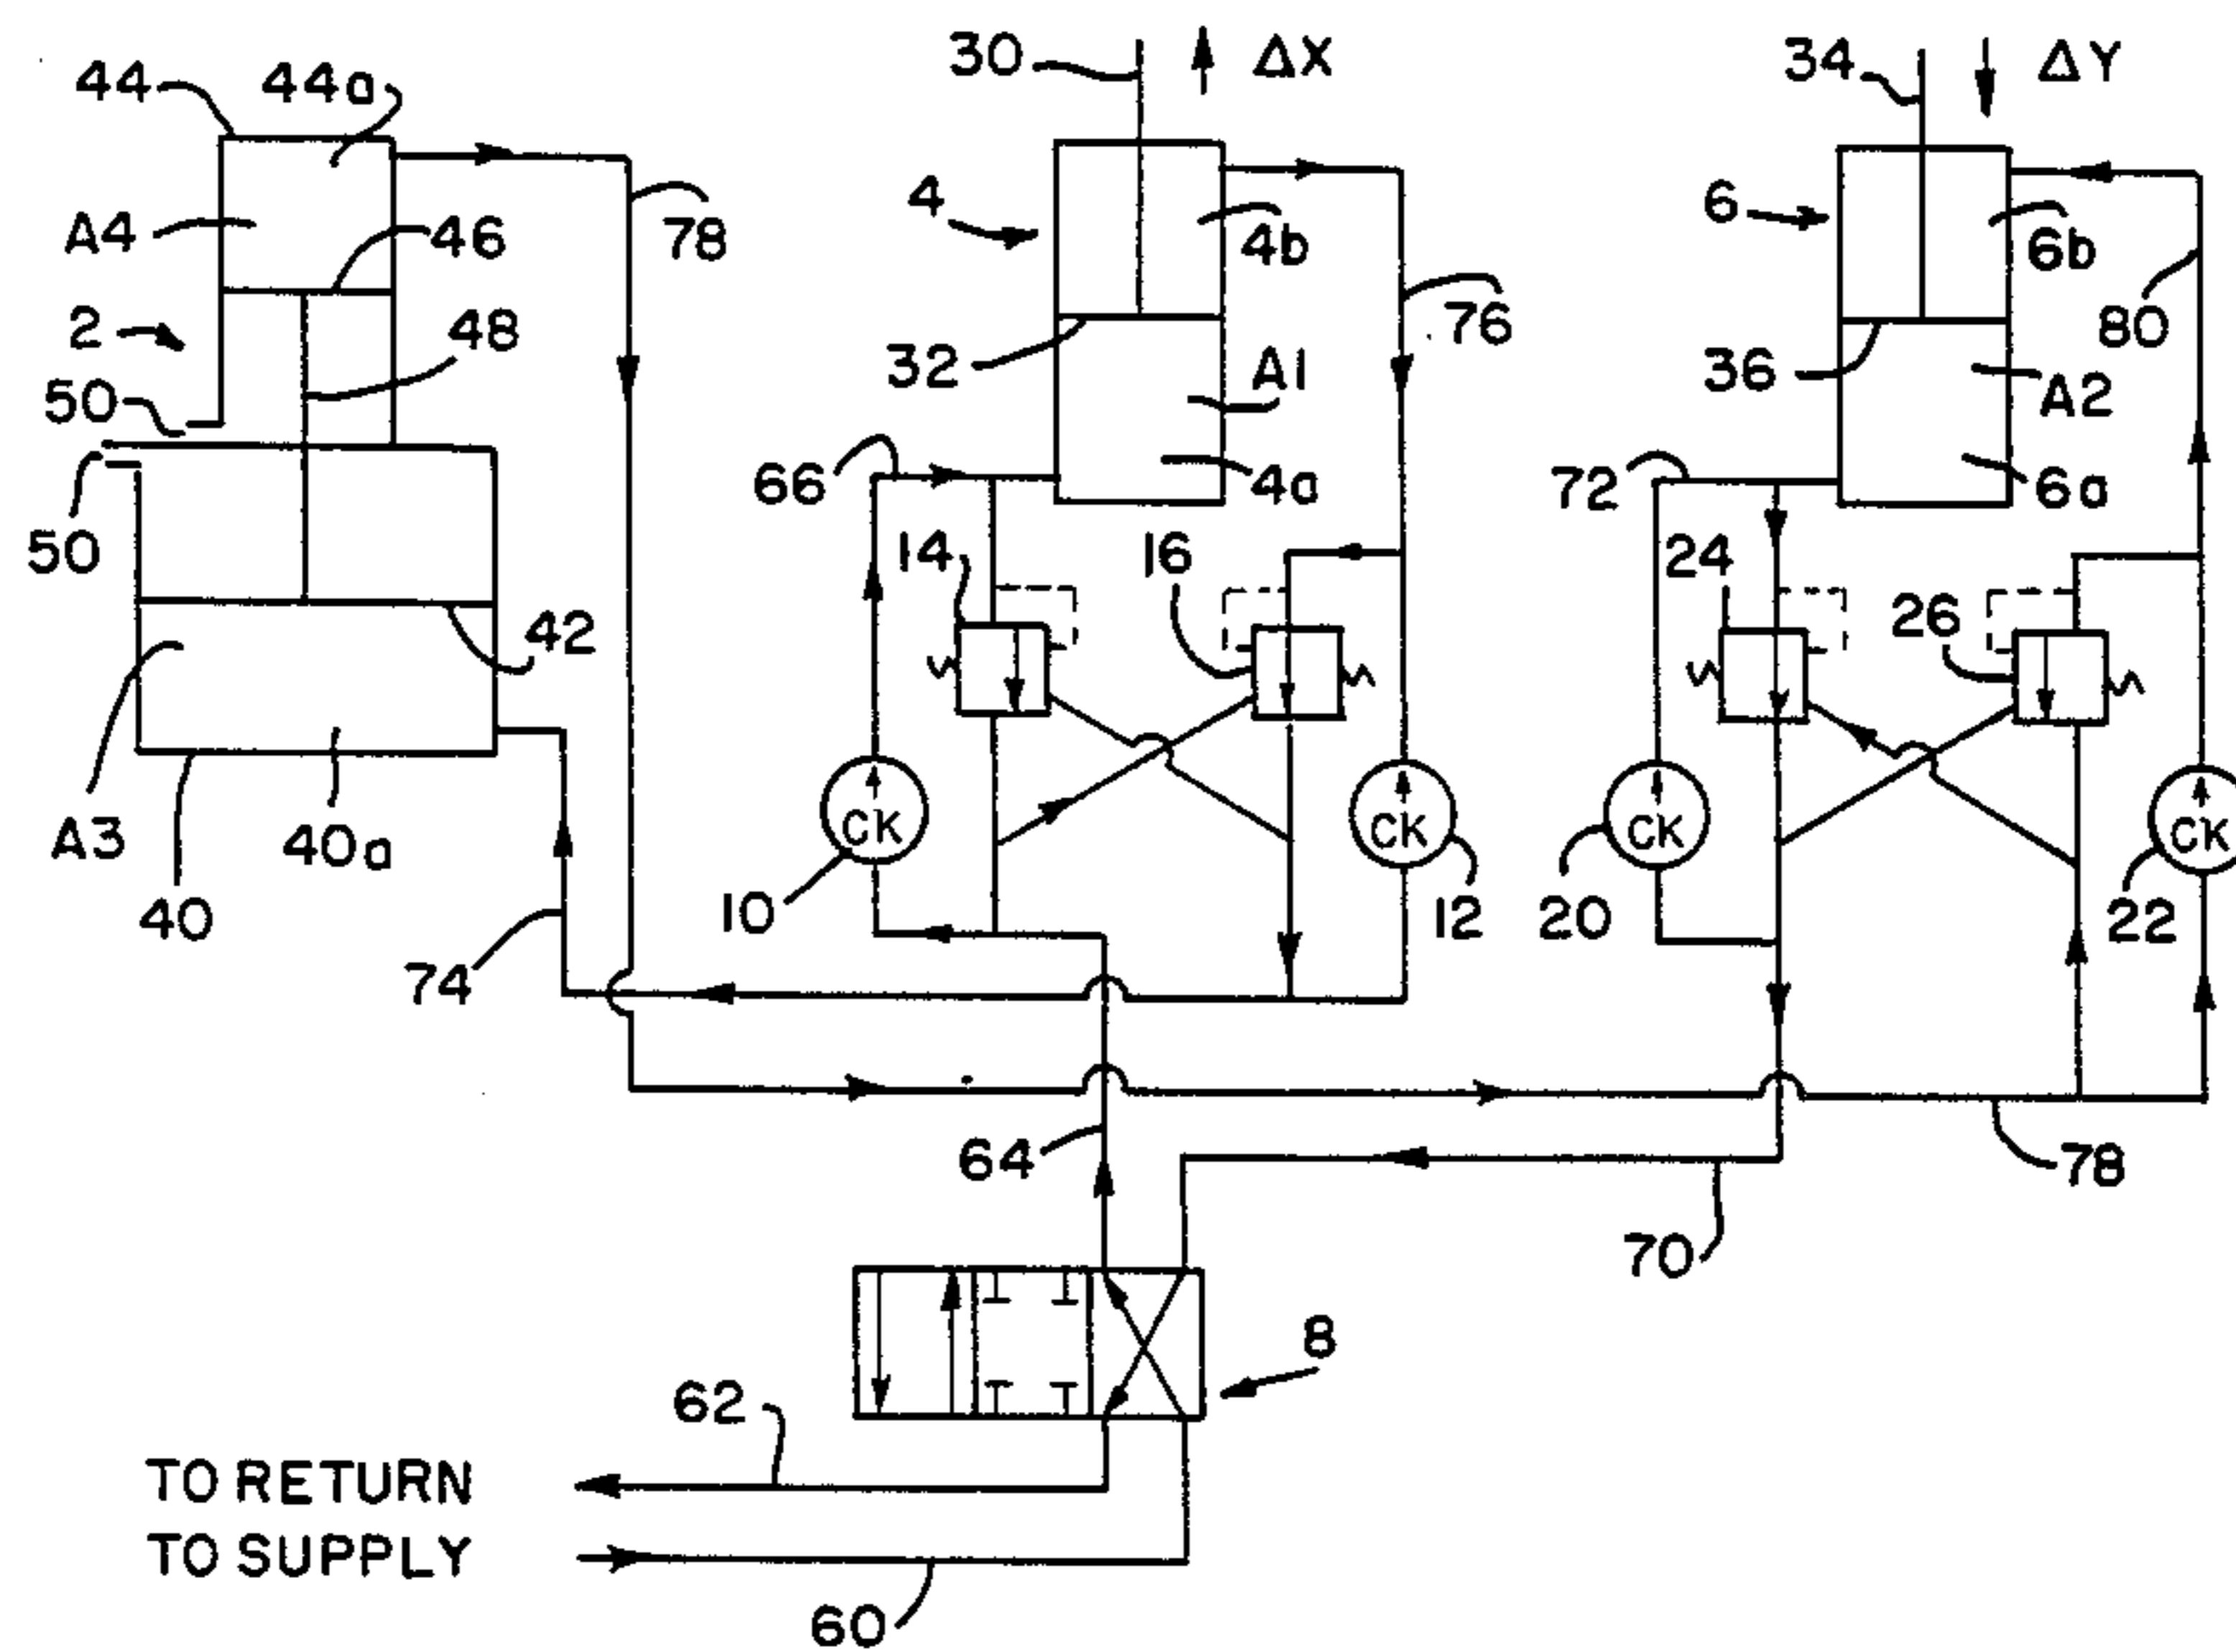 44 44a 30 ΔX 34 ΔY
A4 46 78 4 4b 6 6b
2 48 76 80
50 32 A1 36 A2
66 4a 72 6a
50 14 16 24 26
42
A3 40a CK CK CK CK
40 10 12 20 22
74
64 78
70
8
62
TO RETURN
TO SUPPLY
60